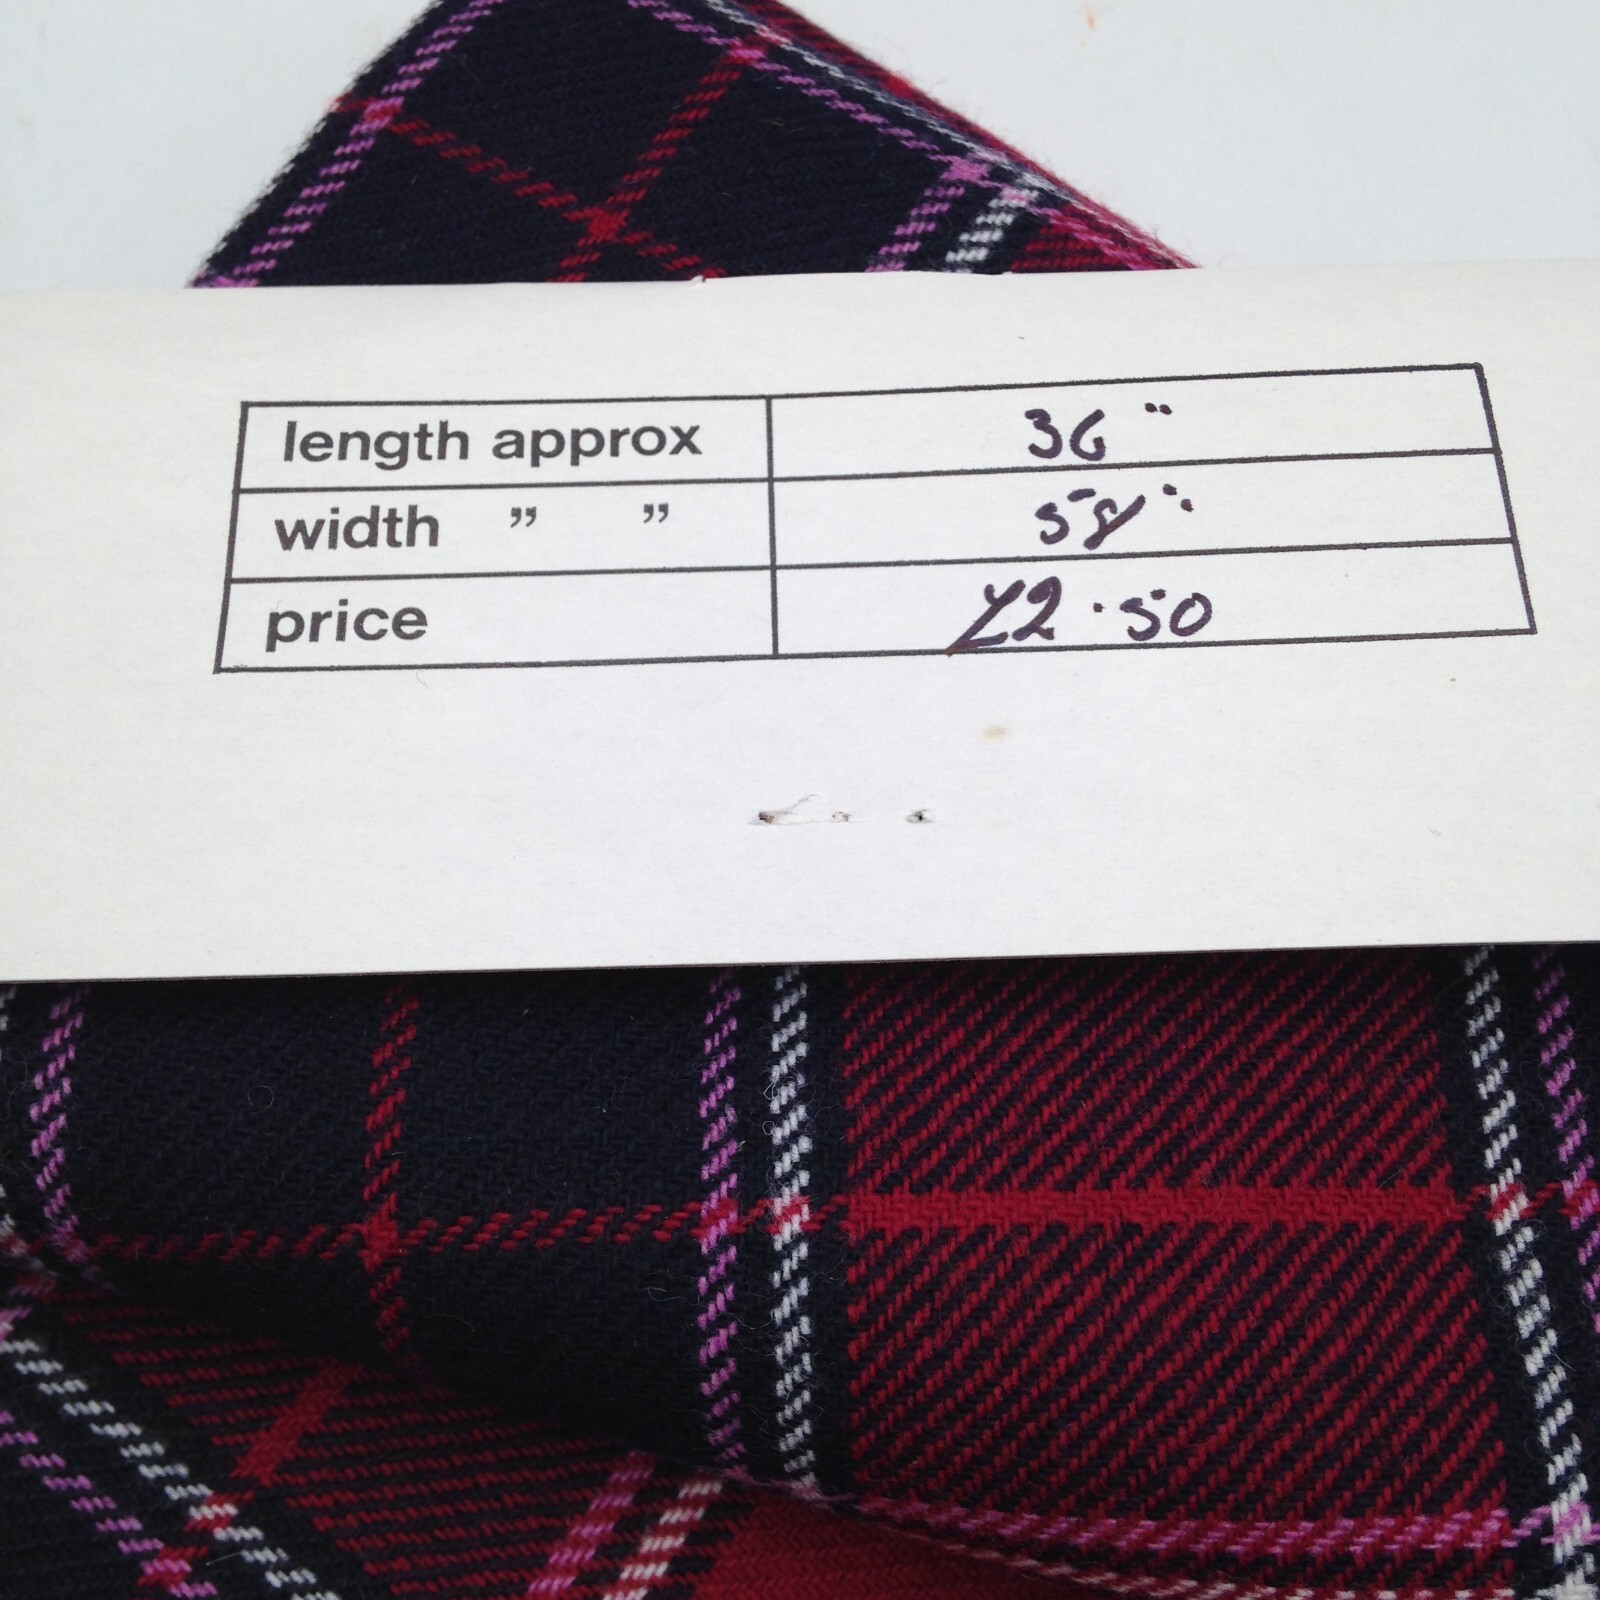 length approx 36"
width " " 58"
price £2.50